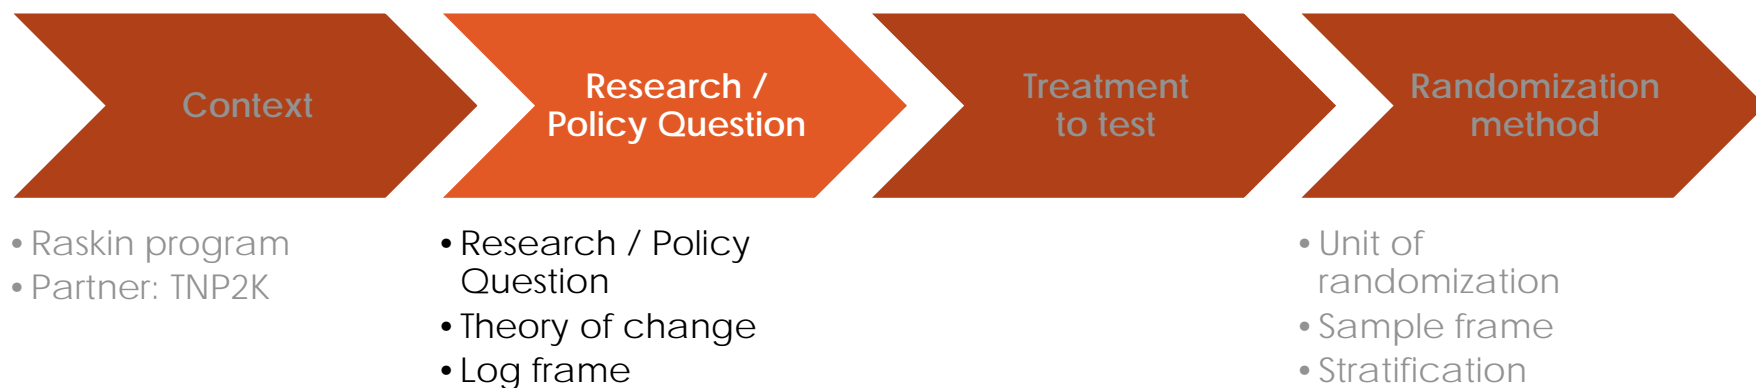 Context
Research /
Policy Question
Treatment
to test
Randomization
method
• Raskin program
• Partner: TNP2K
• Research / Policy
Question
• Theory of change
• Log frame
• Unit of
randomization
• Sample frame
• Stratification